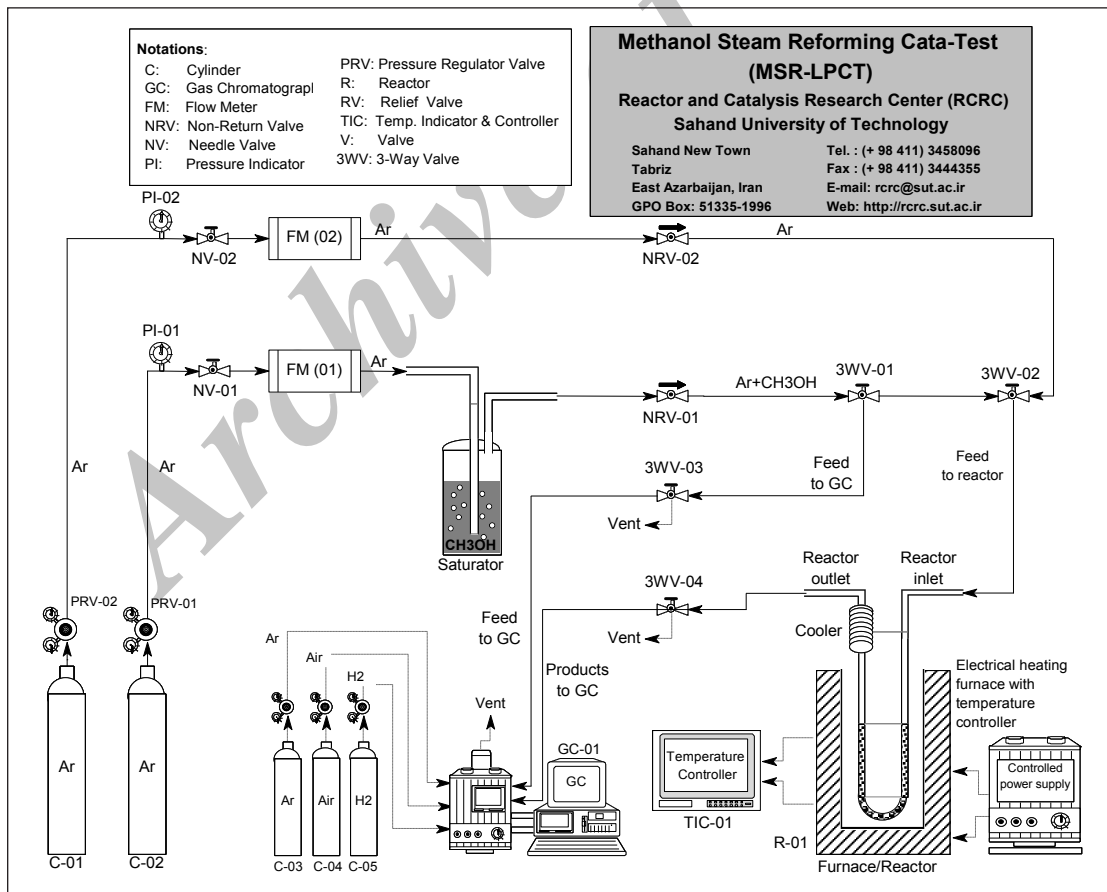 Notations:
C: Cylinder
GC: Gas Chromatograpl
FM: Flow Meter
NRV: Non-Return Valve
NV: Needle Valve
PI: Pressure Indicator
PRV: Pressure Regulator Valve
R: Reactor
RV: Relief Valve
TIC: Temp. Indicator & Controller
V: Valve
3WV: 3-Way Valve
Methanol Steam Reforming Cata-Test
(MSR-LPCT)
Reactor and Catalysis Research Center (RCRC)
Sahand University of Technology
Sahand New Town
Tabriz
East Azarbaijan, Iran
GPO Box: 51335-1996
Tel. : (+ 98 411) 3458096
Fax : (+ 98 411) 3444355
E-mail: rcrc@sut.ac.ir
Web: http://rcrc.sut.ac.ir
Archive
PI-02
NV-02
FM (02)
Ar
NRV-02
Ar
PI-01
NV-01
FM (01)
Ar
NRV-01
Ar+CH3OH
3WV-01
3WV-02
Ar
Ar
CH3OH
Saturator
3WV-03
Vent
Feed
to GC
Feed
to reactor
PRV-02
PRV-01
3WV-04
Vent
Reactor
outlet
Reactor
inlet
Cooler
Feed
to GC
Products
to GC
Ar
Air
H2
Vent
Electrical heating
furnace with
temperature
controller
Ar
Ar
Ar
Air
H2
GC-01
GC
Temperature
Controller
TIC-01
Controlled
power supply
R-01
Furnace/Reactor
C-01
C-02
C-03
C-04
C-05